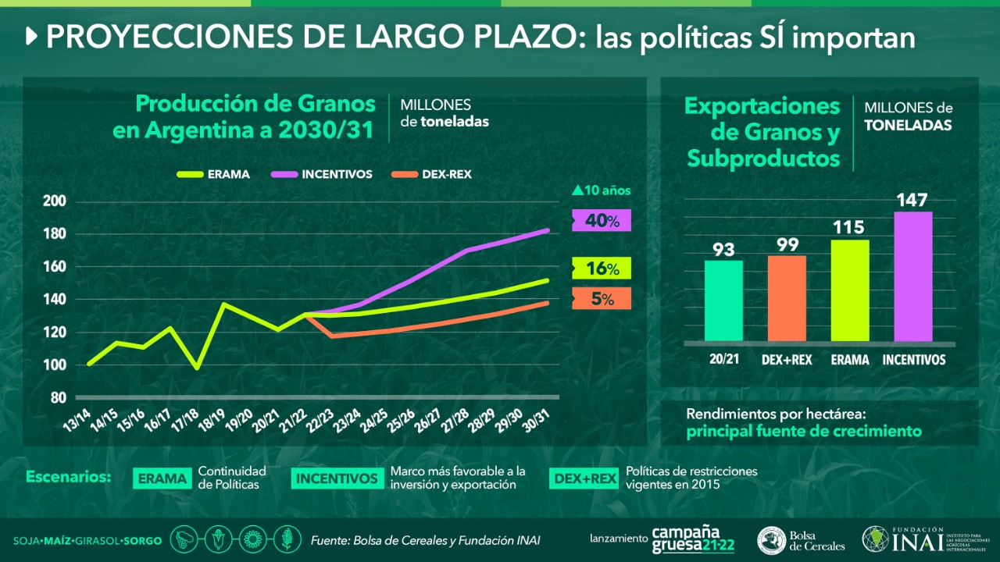 PROYECCIONES DE LARGO PLAZO: las políticas SÍ importan
Producción de Granos
en Argentina a 2030/31
MILLONES
de toneladas
ERAMA
INCENTIVOS
DEX-REX
▲10 años
200
180
160
140
120
100
80
40%
16%
5%
13/14
14/15
15/16
16/17
17/18
18/19
19/20
20/21
21/22
22/23
23/24
24/25
25/26
26/27
27/28
28/29
29/30
30/31
Exportaciones
de Granos y
Subproductos
MILLONES de
TONELADAS
93
99
115
147
20/21
DEX+REX
ERAMA
INCENTIVOS
Rendimientos por hectárea:
principal fuente de crecimiento
Escenarios:
ERAMA
Continuidad
de Políticas
INCENTIVOS
Marco más favorable a la
inversión y exportación
DEX+REX
Políticas de restricciones
vigentes en 2015
SOJA•MAÍZ•GIRASOL•SORGO
Fuente: Bolsa de Cereales y Fundación INAI
lanzamiento
campaña
gruesa21·22
Bolsa
de Cereales
FUNDACIÓN
INAI
INSTITUTO PARA
LAS NEGOCIACIONES
AGRÍCOLAS
INTERNACIONALES